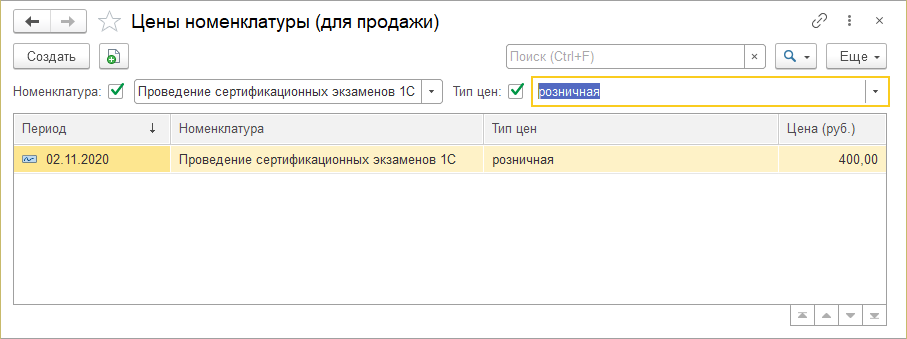 Цены номенклатуры (для продажи)
Создать Поиск (Ctrl+F) × Еще
Номенклатура: Проведение сертификационных экзаменов 1С Тип цен: розничная
Период ↓ Номенклатура Тип цен Цена (руб.)
02.11.2020 Проведение сертификационных экзаменов 1С розничная 400,00